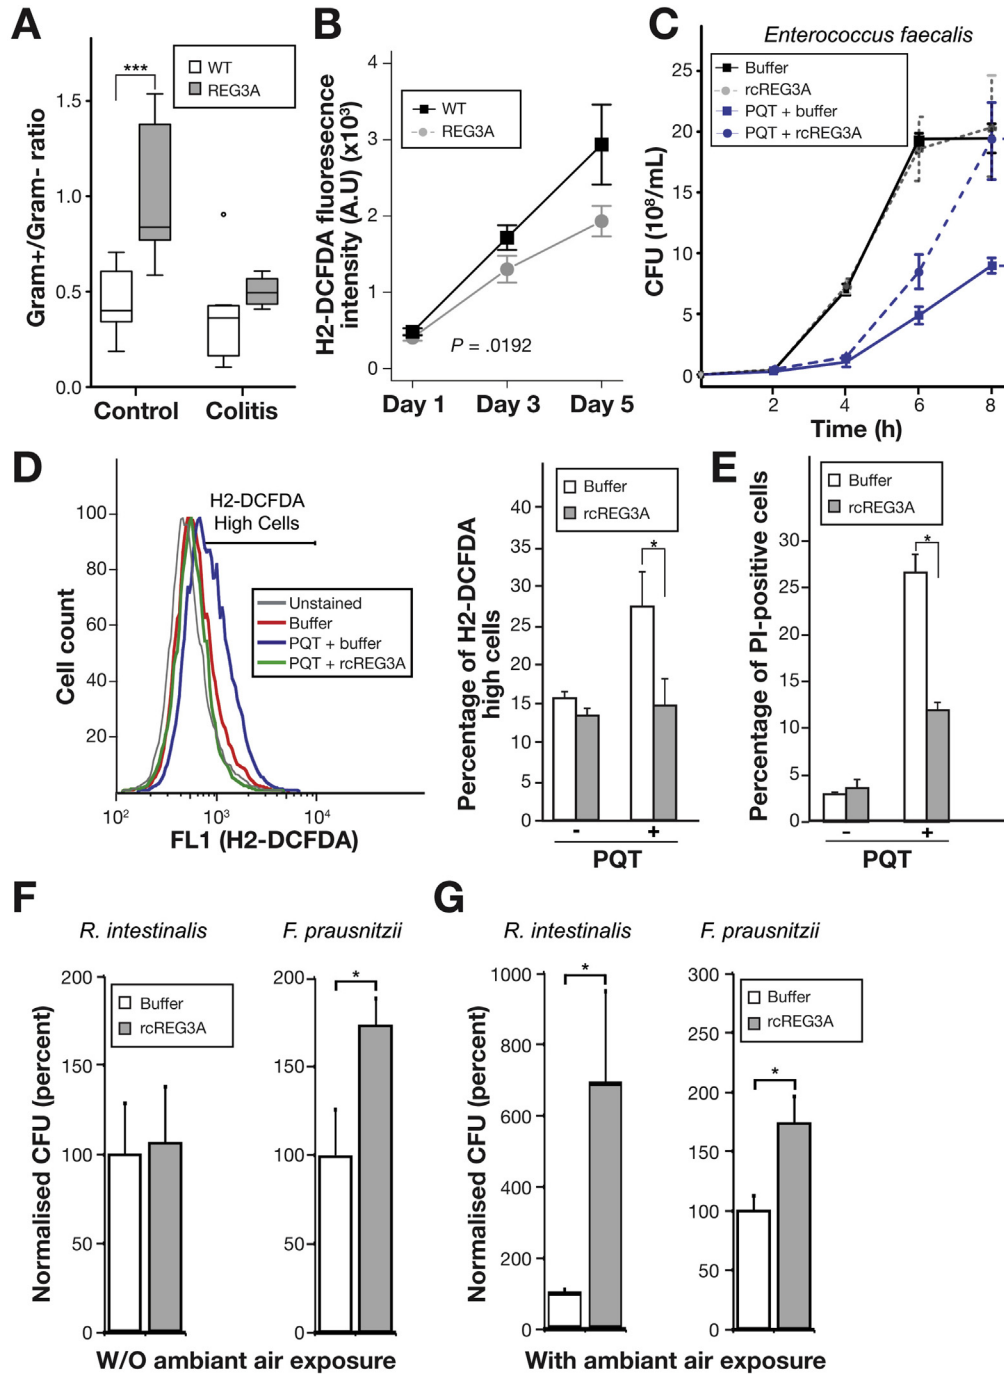 A
Gram+/Gram- ratio
1.5
1.0
0.5
0.0
***
WT
REG3A
Control
Colitis
B
H2-DCFDA fluoresecnce
intensity (A.U) (x10³)
4
3
2
1
0
WT
REG3A
P = .0192
Day 1
Day 3
Day 5
C
Enterococcus faecalis
CFU (10⁸/mL)
25
20
15
10
5
0
Buffer
rcREG3A
PQT + buffer
PQT + rcREG3A
2
4
6
8
Time (h)
D
Cell count
100
80
60
40
20
H2-DCFDA
High Cells
Unstained
Buffer
PQT + buffer
PQT + rcREG3A
10²
10³
10⁴
FL1 (H2-DCFDA)
Percentage of H2-DCFDA
high cells
40
35
30
25
20
15
10
5
0
Buffer
rcREG3A
*
-
+
PQT
E
Percentage of PI-positive cells
30
25
20
15
10
5
0
Buffer
rcREG3A
*
-
+
PQT
F
R. intestinalis
Normalised CFU (percent)
200
150
100
50
0
Buffer
rcREG3A
F. prausnitzii
200
150
100
50
0
*
W/O ambiant air exposure
G
R. intestinalis
Normalised CFU (percent)
1000
800
600
400
200
0
*
F. prausnitzii
300
250
200
150
100
50
0
Buffer
rcREG3A
*
With ambiant air exposure